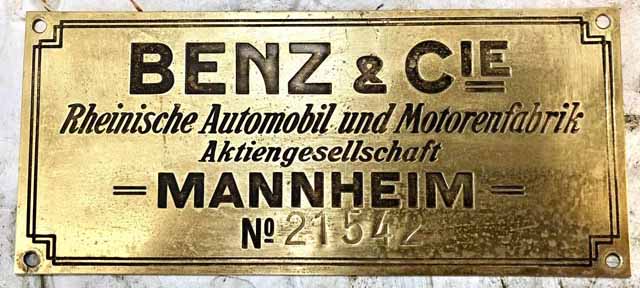 BENZ & CIE
Rheinische Automobil und Motorenfabrik
Aktiengesellschaft
=MANNHEIM=
No 21542